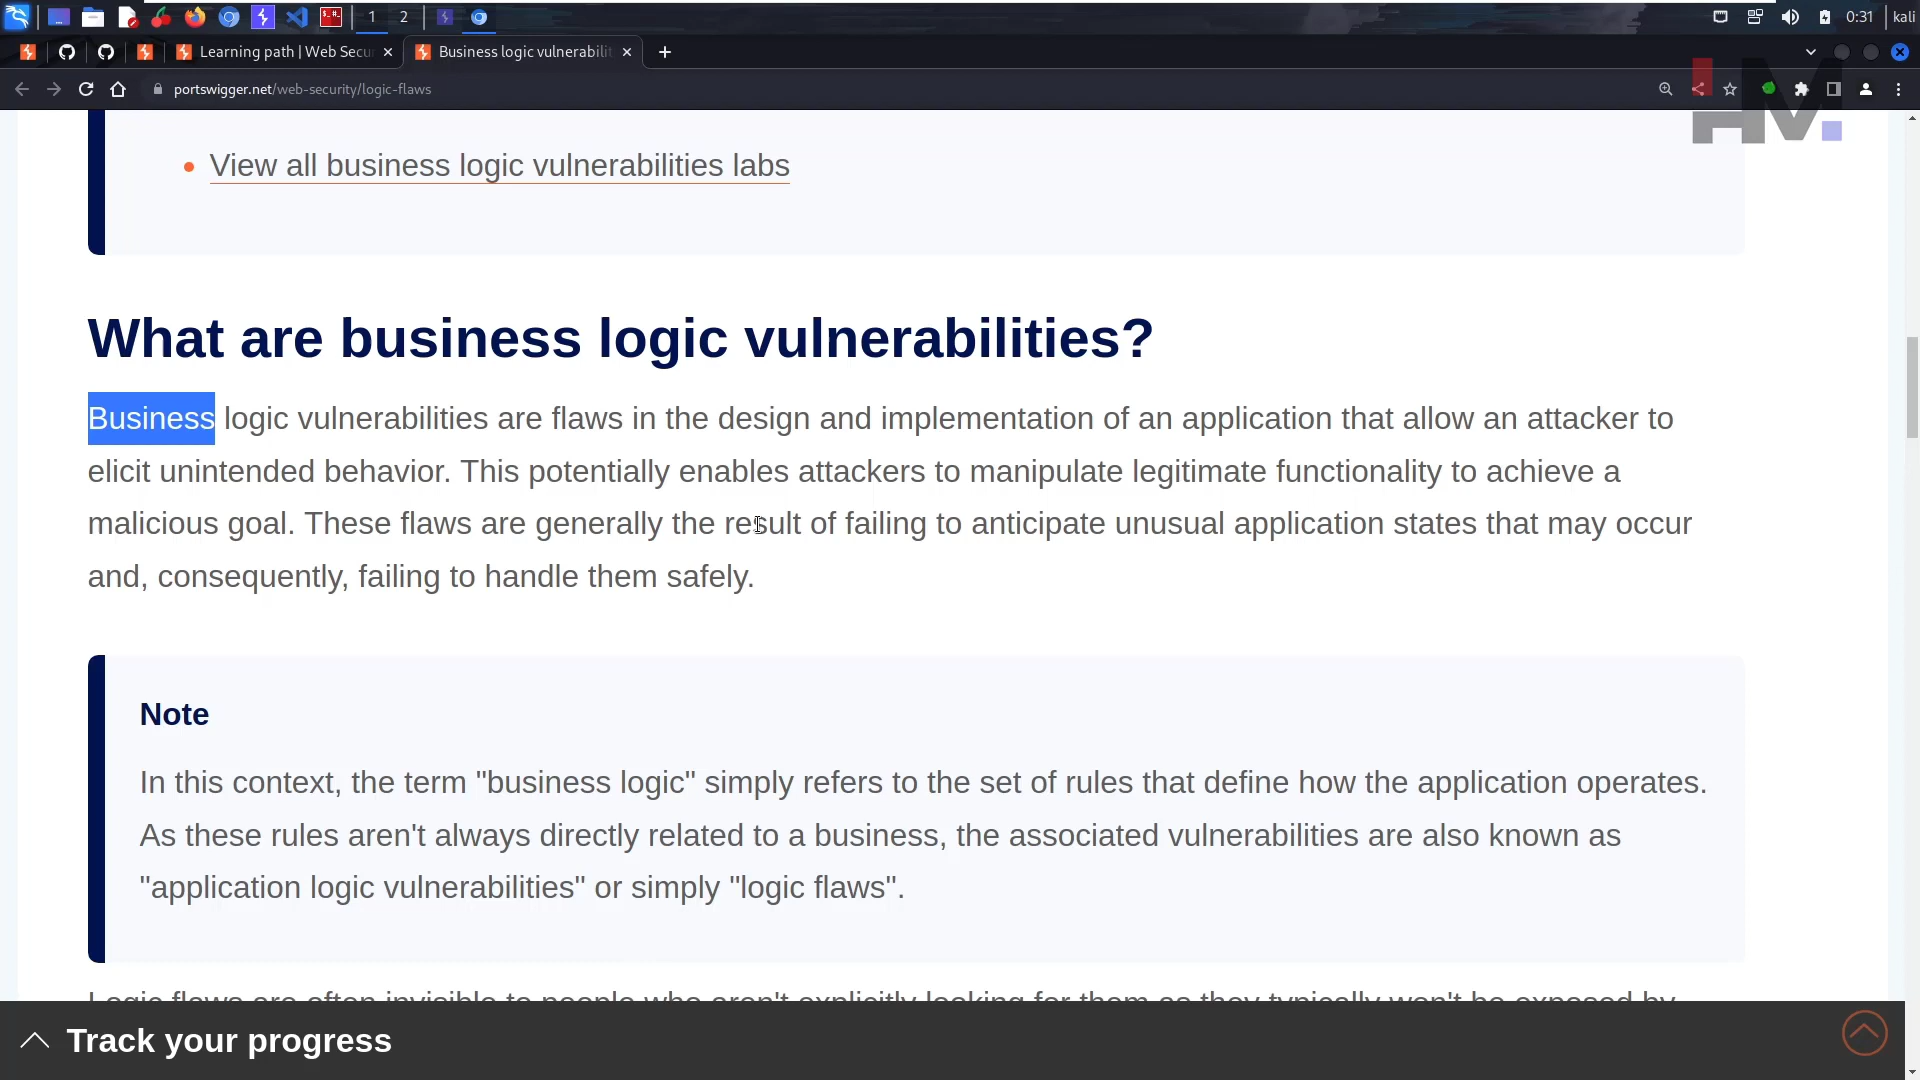 1 2 0:31 kali
Learning path | Web Secur Business logic vulnerabilit
portswigger.net/web-security/logic-flaws
HM.
View all business logic vulnerabilities labs
What are business logic vulnerabilities?
Business logic vulnerabilities are flaws in the design and implementation of an application that allow an attacker to
elicit unintended behavior. This potentially enables attackers to manipulate legitimate functionality to achieve a
malicious goal. These flaws are generally the result of failing to anticipate unusual application states that may occur
and, consequently, failing to handle them safely.
Note
In this context, the term "business logic" simply refers to the set of rules that define how the application operates.
As these rules aren't always directly related to a business, the associated vulnerabilities are also known as
"application logic vulnerabilities" or simply "logic flaws".
Logic flaws are often invisible to people who aren't explicitly looking for them as they typically won't be exposed by
Track your progress